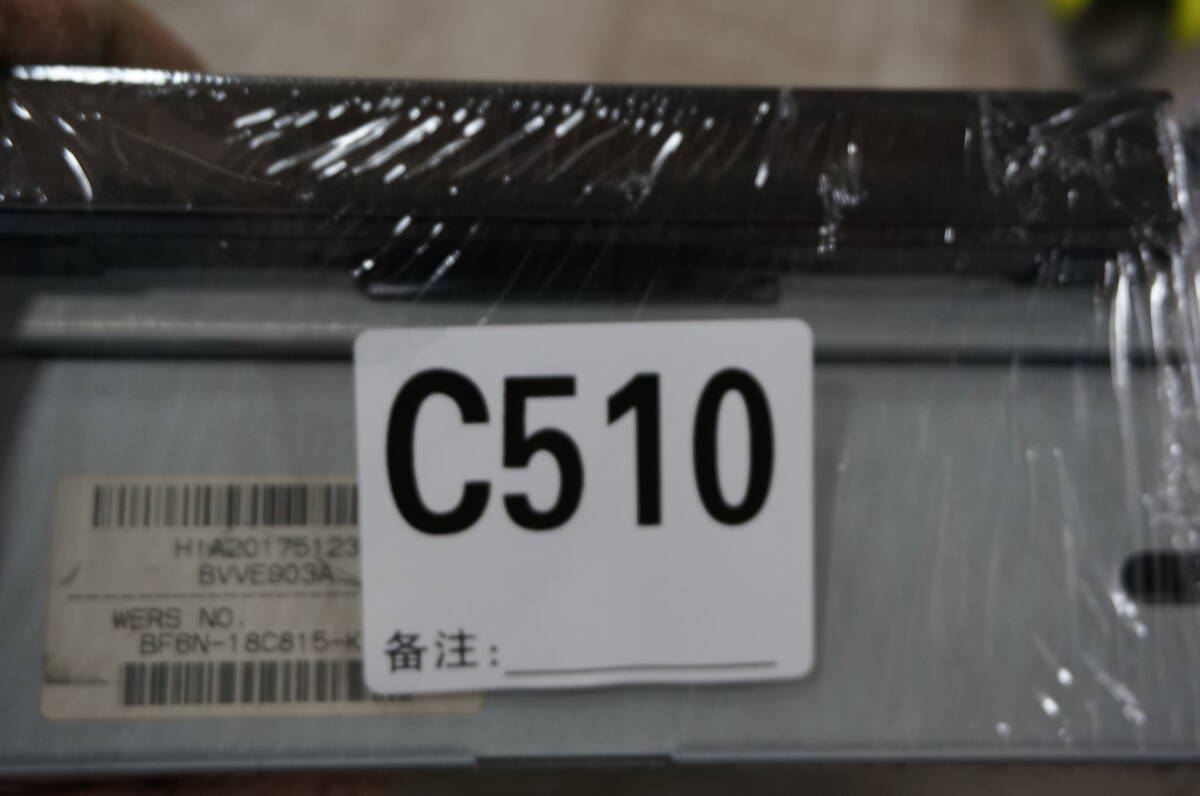 C510
备注:
HIA20175123
BVVE903A
WERS NO.
BF6N-18C815-K